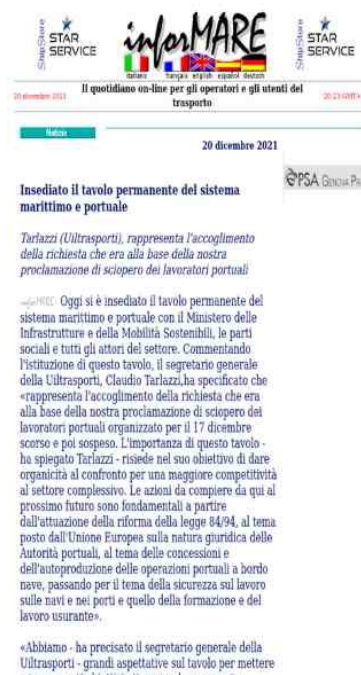 ShipStore
STAR
SERVICE
inforMARE
ShipStore
STAR
SERVICE
italiano français english español deutsch
20 dicembre 2021
Il quotidiano on-line per gli operatori e gli utenti del
trasporto
Notizie
20 dicembre 2021
PSA GENOVA
Insediato il tavolo permanente del sistema
marittimo e portuale
Tarlazzi (Uiltrasporti), rappresenta l'accoglimento
della richiesta che era alla base della nostra
proclamazione di sciopero dei lavoratori portuali
inforMARE - Oggi si è insediato il tavolo permanente del
sistema marittimo e portuale con il Ministero delle
Infrastrutture e della Mobilità Sostenibili, le parti
sociali e tutti gli attori del settore. Commentando
l'istituzione di questo tavolo, il segretario generale
della Uiltrasporti, Claudio Tarlazzi,ha specificato che
«rappresenta l'accoglimento della richiesta che era
alla base della nostra proclamazione di sciopero dei
lavoratori portuali organizzato per il 17 dicembre
scorso e poi sospeso. L'importanza di questo tavolo -
ha spiegato Tarlazzi - risiede nel suo obiettivo di dare
organicità al confronto per una maggiore competitività
al settore complessivo. Le azioni da compiere da qui al
prossimo futuro sono fondamentali a partire
dall'attuazione della riforma della legge 84/94, al tema
posto dall'Unione Europea sulla natura giuridica delle
Autorità portuali, al tema delle concessioni e
dell'autoproduzione delle operazioni portuali a bordo
nave, passando per il tema della sicurezza sul lavoro
sulle navi e nei porti e quello della formazione e del
lavoro usurante».
«Abbiamo - ha precisato il segretario generale della
Uiltrasporti - grandi aspettative sul tavolo per mettere